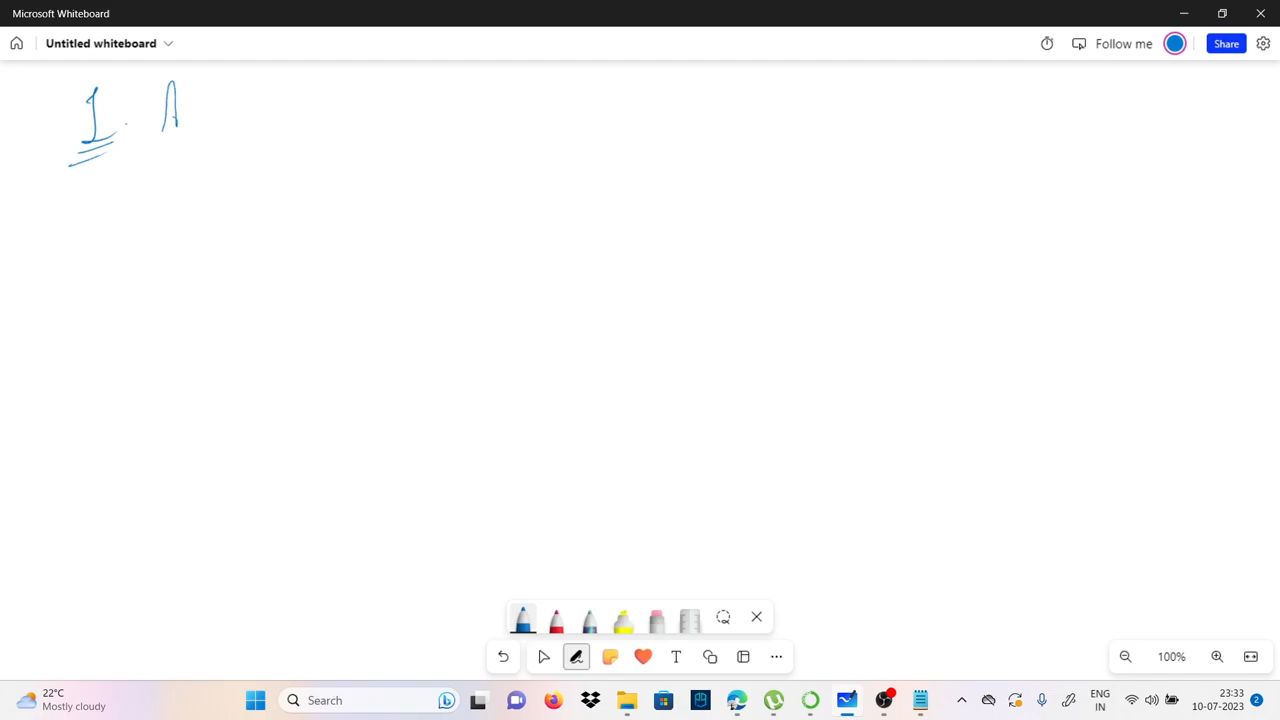 Microsoft Whiteboard
Untitled whiteboard
Follow me
Share
1. A
100%
22°C
Mostly cloudy
Search
ENG
IN
23:33
10-07-2023
2